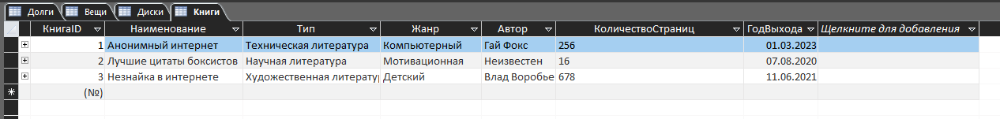 Долги Вещи Диски Книги
КнигаID Наименование Тип Жанр Автор КоличествоСтраниц ГодВыхода Щелкните для добавления
1 Анонимный интернет Техническая литература Компьютерный Гай Фокс 256 01.03.2023
2 Лучшие цитаты боксистов Научная литература Мотивационная Неизвестен 16 07.08.2020
3 Незнайка в интернете Художественная литерату Детский Влад Воробье 678 11.06.2021
(№)